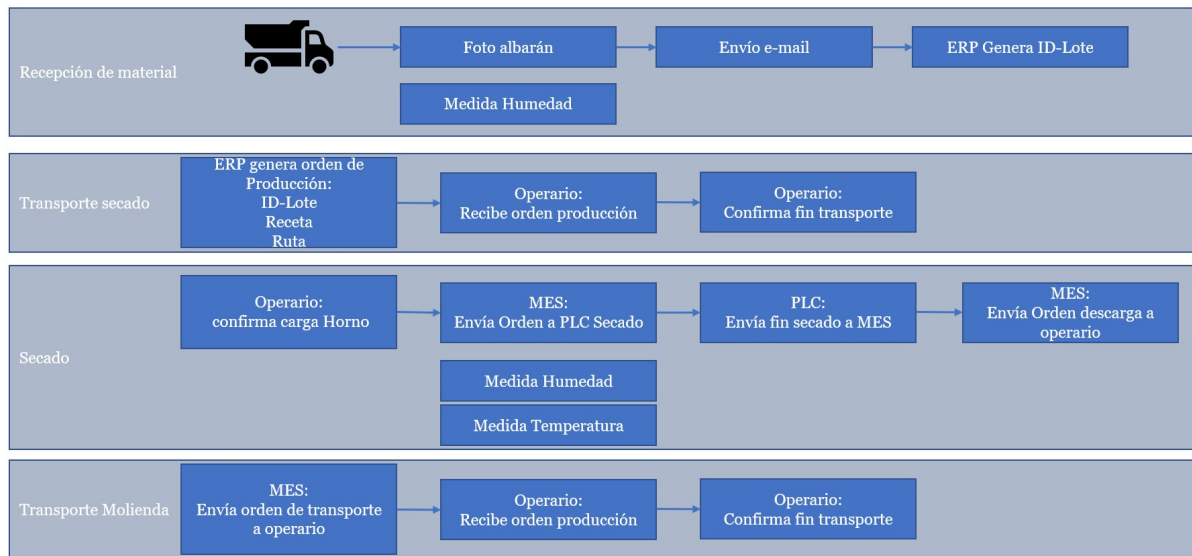 Recepción de material
Foto albarán
Envío e-mail
ERP Genera ID-Lote
Medida Humedad
Transporte secado
ERP genera orden de
Producción:
ID-Lote
Receta
Ruta
Operario:
Recibe orden producción
Operario:
Confirma fin transporte
Secado
Operario:
confirma carga Horno
MES:
Envía Orden a PLC Secado
PLC:
Envía fin secado a MES
MES:
Envía Orden descarga a
operario
Medida Humedad
Medida Temperatura
Transporte Molienda
MES:
Envía orden de transporte
a operario
Operario:
Recibe orden producción
Operario:
Confirma fin transporte